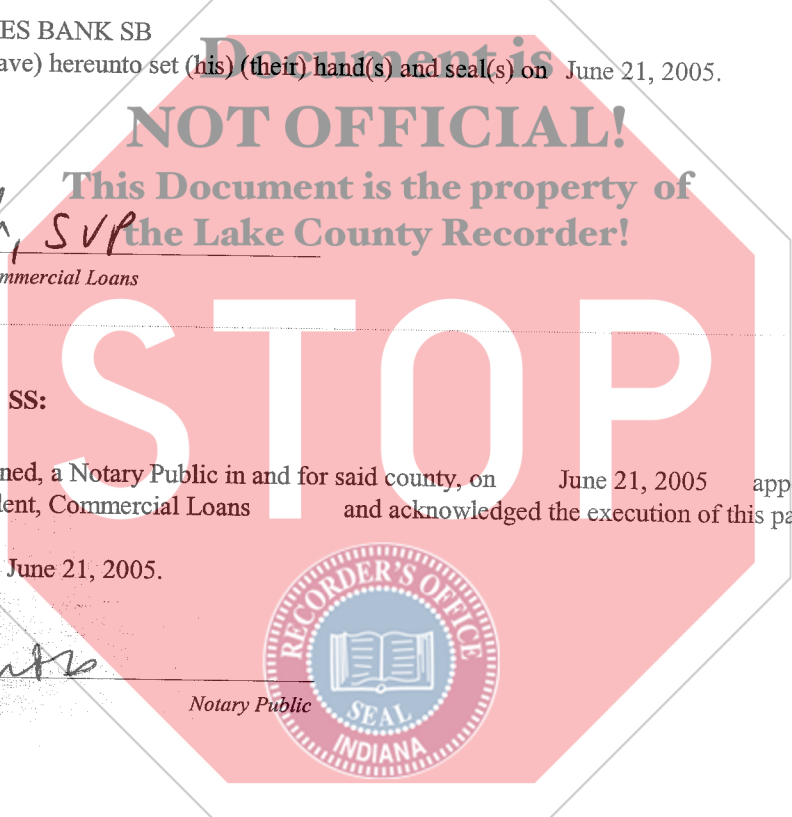 ES BANK SB
Document is
ave) hereunto set (his) (their) hand(s) and seal(s) on June 21, 2005.
NOT OFFICIAL!
This Document is the property of
, SVP
the Lake County Recorder!
mmercial Loans
STOP
SS:
ned, a Notary Public in and for said county, on June 21, 2005 app
dent, Commercial Loans and acknowledged the execution of this pa
June 21, 2005.
RECORDER'S OFFICE
Notary Public
SEAL
INDIANA